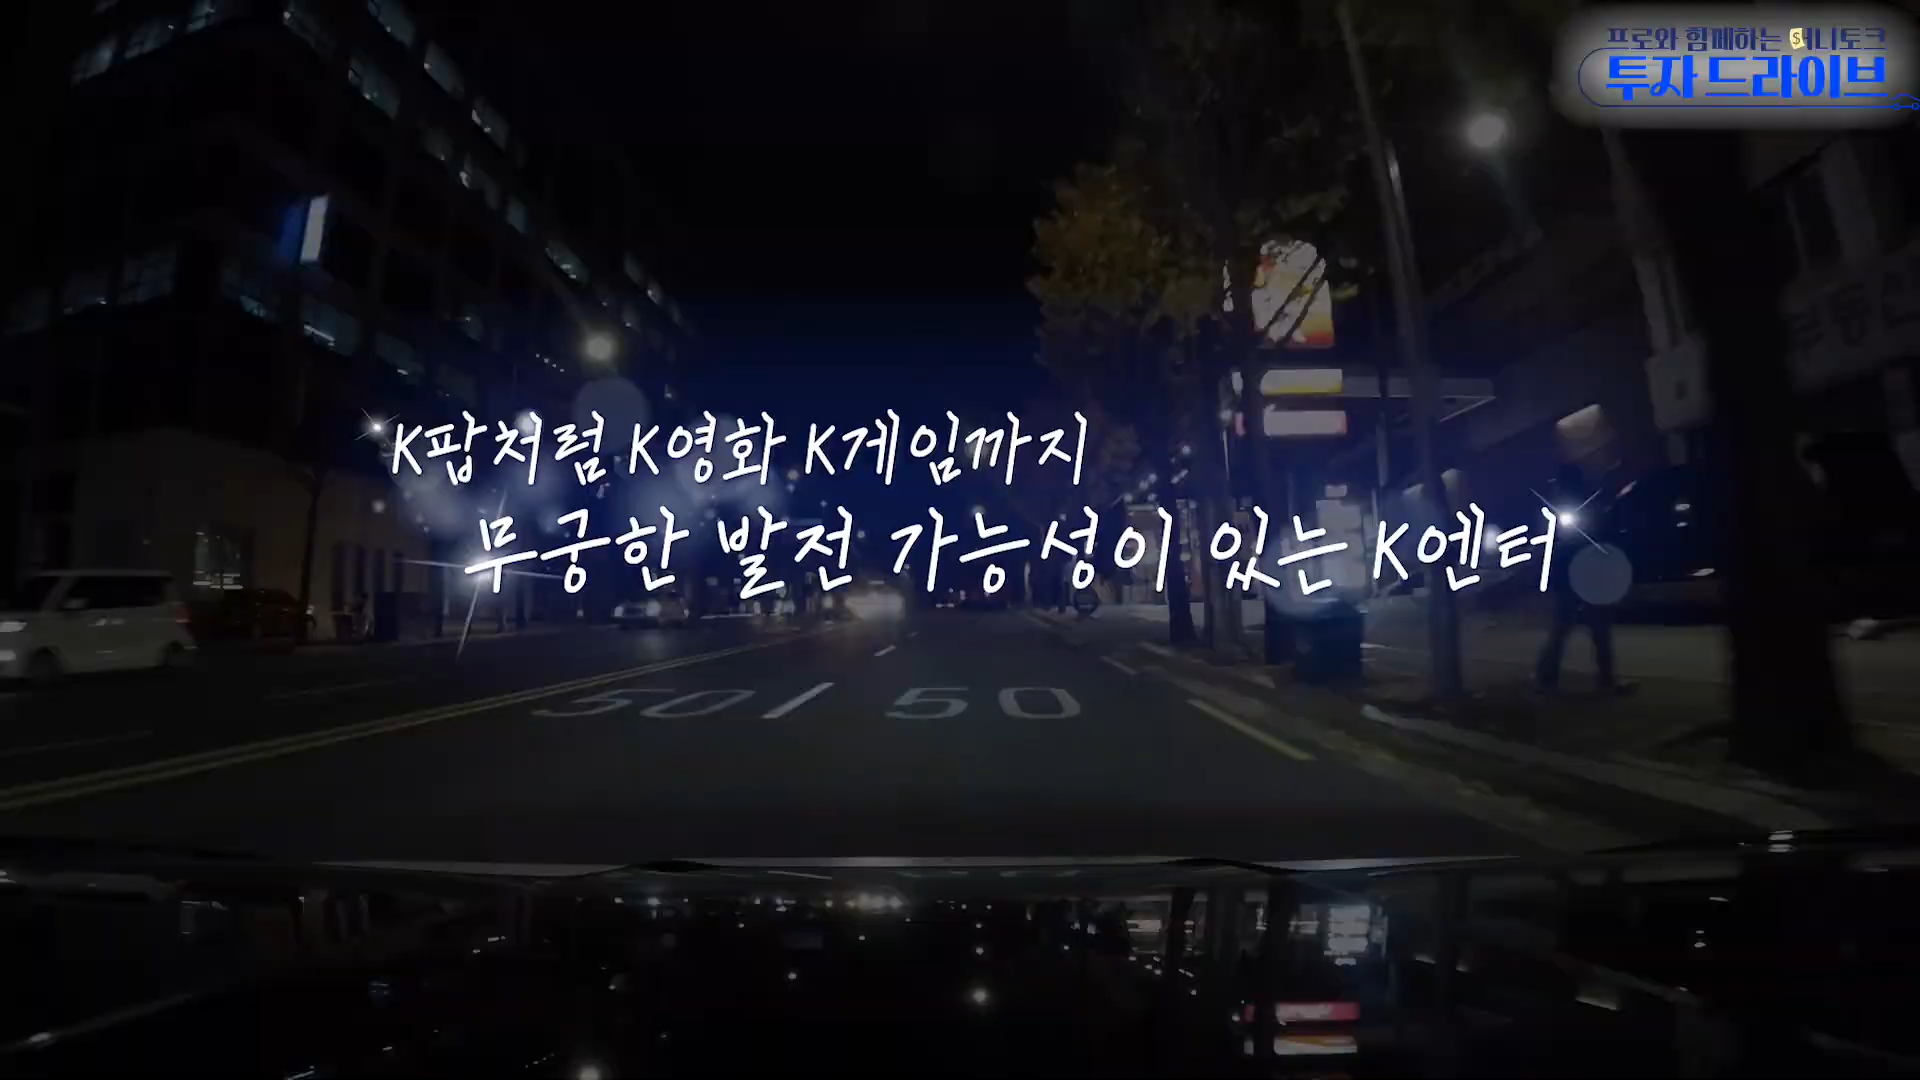 프로와 함께하는 머니토크
투자 드라이브
K팝처럼 K영화 K게임까지
무궁한 발전 가능성이 있는 K엔터
50/50